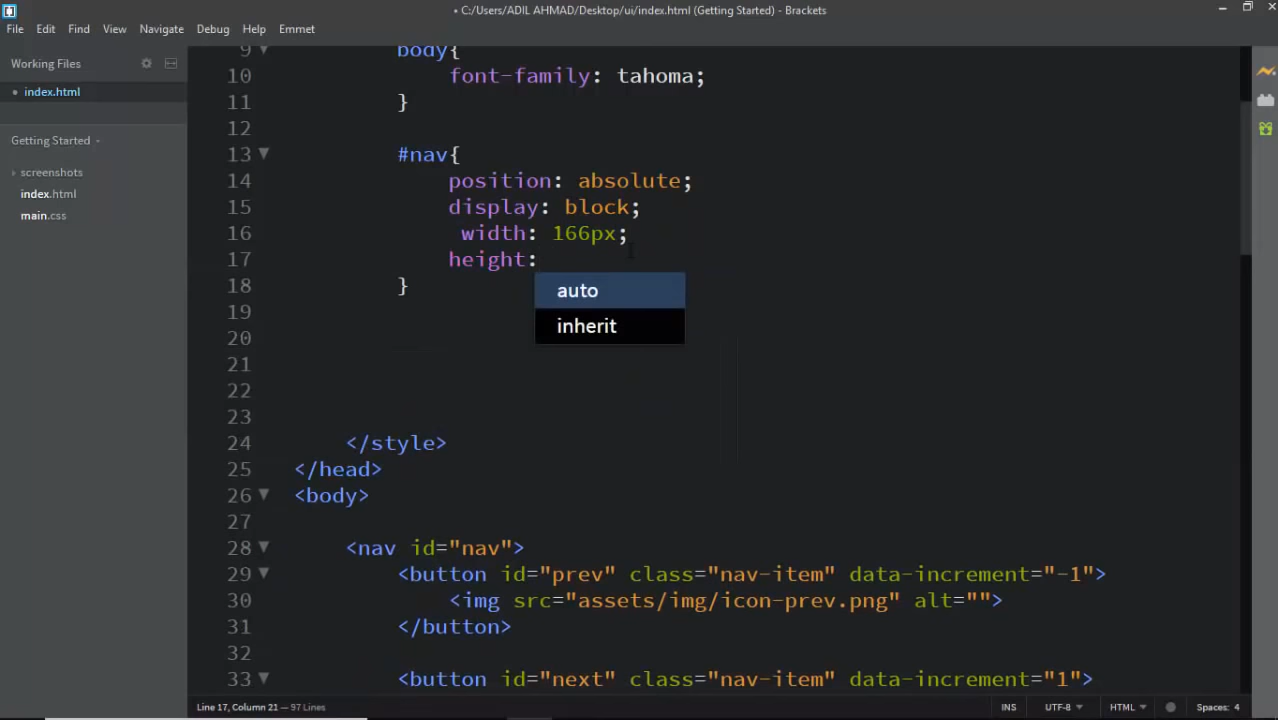 • C:/Users/ADIL AHMAD/Desktop/ui/index.html (Getting Started) - Brackets
File Edit Find View Navigate Debug Help Emmet
Working Files
• index.html
Getting Started
screenshots
index.html
main.css
9 body{
10 font-family: tahoma;
11 }
12
13 #nav{
14 position: absolute;
15 display: block;
16 width: 166px;
17 height:
auto
inherit
18 }
19
20
21
22
23
24 </style>
25 </head>
26 <body>
27
28 <nav id="nav">
29 <button id="prev" class="nav-item" data-increment="-1">
30 <img src="assets/img/icon-prev.png" alt="">
31 </button>
32
33 <button id="next" class="nav-item" data-increment="1">
Line 17, Column 21 — 97 Lines INS UTF-8 HTML Spaces: 4